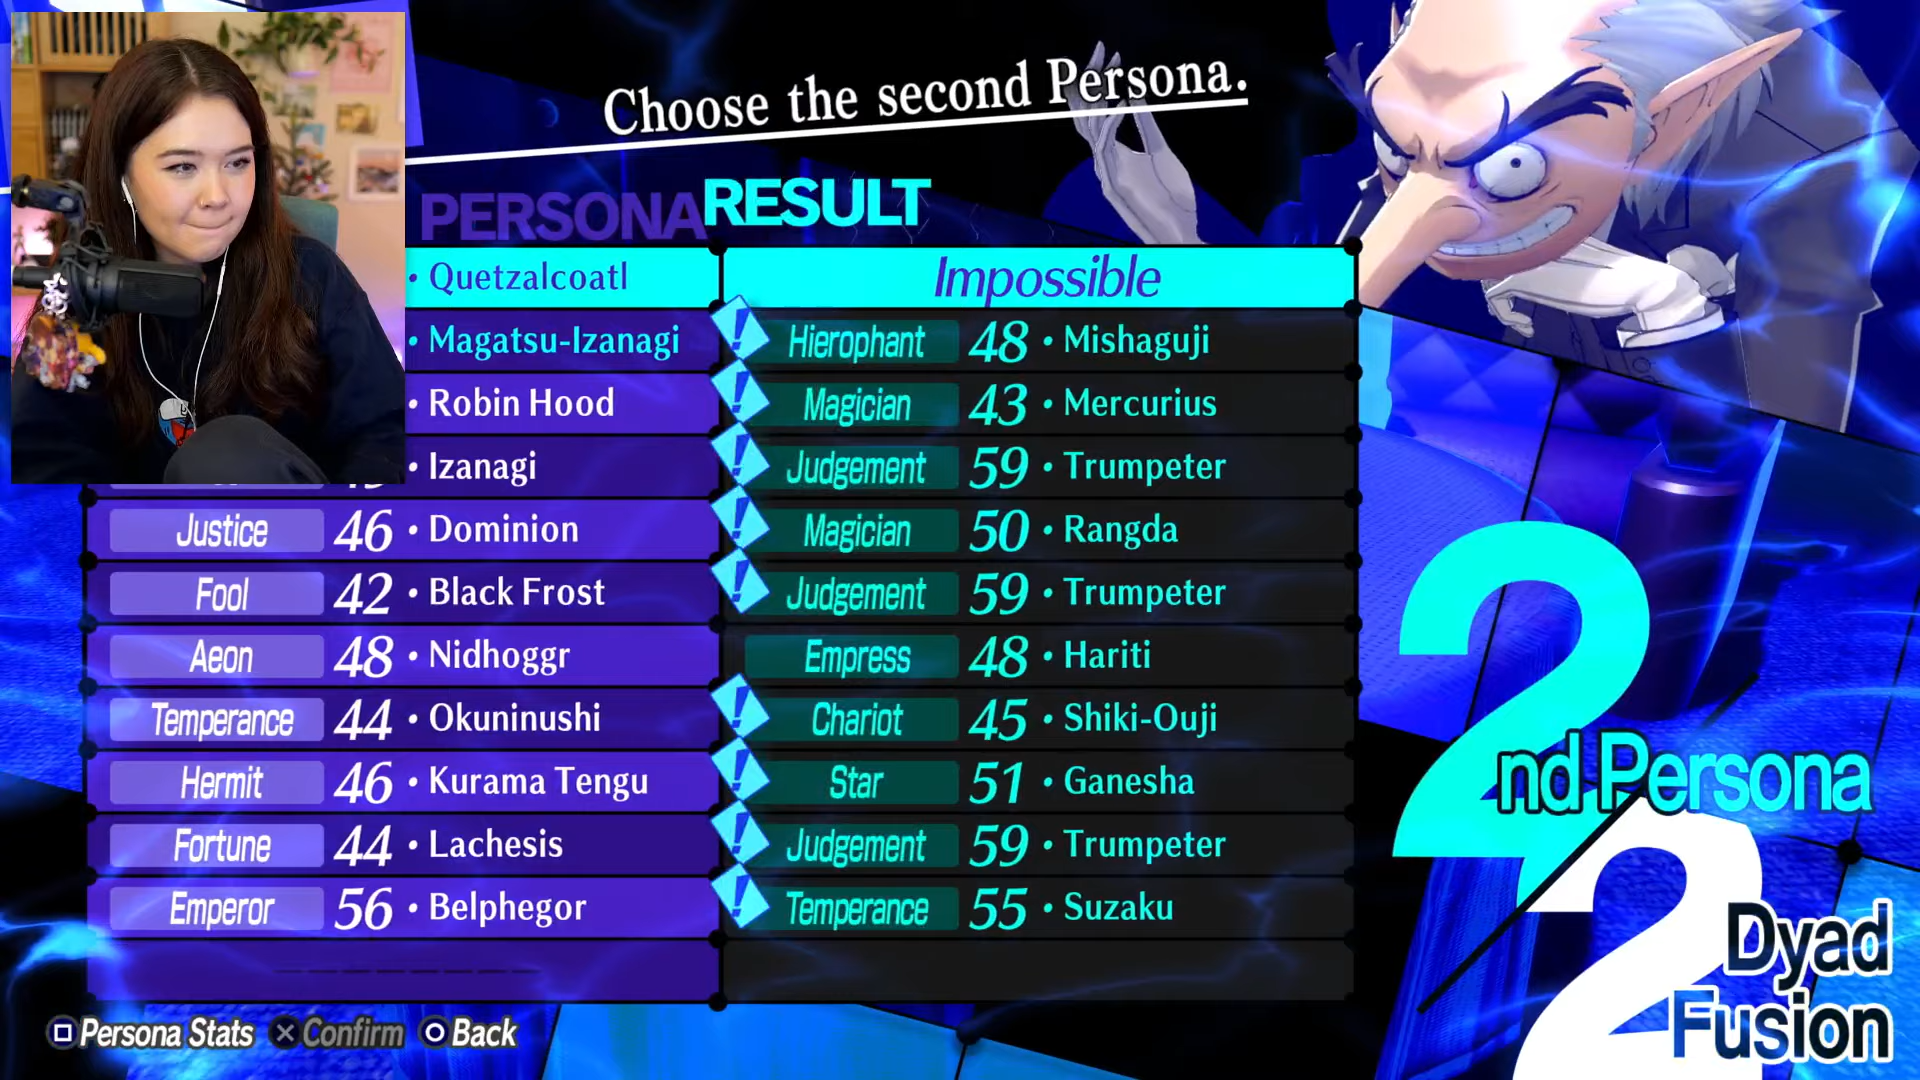 Choose the second Persona.
PERSONA RESULT
• Quetzalcoatl Impossible
• Magatsu-Izanagi ! Hierophant 48 • Mishaguji
• Robin Hood ! Magician 43 • Mercurius
• Izanagi ! Judgement 59 • Trumpeter
Justice 46 • Dominion ! Magician 50 • Rangda
Fool 42 • Black Frost ! Judgement 59 • Trumpeter
Aeon 48 • Nidhoggr Empress 48 • Hariti
Temperance 44 • Okuninushi ! Chariot 45 • Shiki-Ouji
Hermit 46 • Kurama Tengu ! Star 51 • Ganesha
Fortune 44 • Lachesis ! Judgement 59 • Trumpeter
Emperor 56 • Belphegor ! Temperance 55 • Suzaku
2nd Persona
2 Dyad
Fusion
Persona Stats Confirm Back